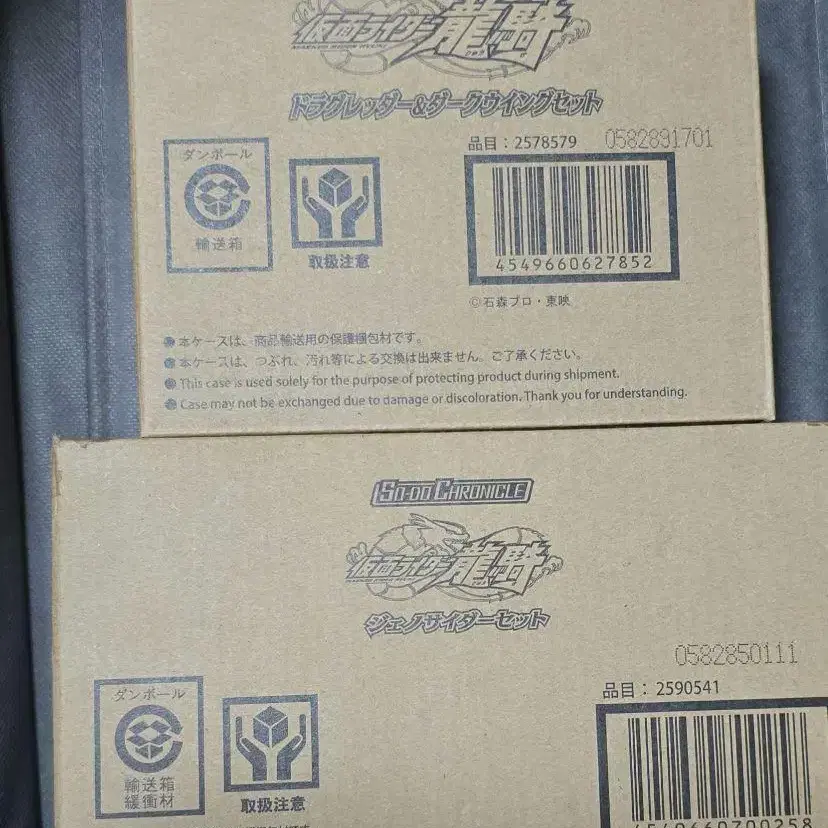 仮面ライダー龍騎
ドラグレッダー&ダークウイングセット
品目：2578579 0582891701
ダンボール
輸送箱
取扱注意
4549660627852
©石森プロ・東映
●本ケースは、商品輸送用の保護梱包材です。
●本ケースは、つぶれ、汚れ等による交換は出来ません。ご了承ください。
●This case is used solely for the purpose of protecting product during shipment.
●Case may not be exchanged due to damage or discoloration. Thank you for understanding.
SO-DO CHRONICLE
仮面ライダー龍騎
ジェノサイダーセット
0582850111
品目：2590541
ダンボール
輸送箱
緩衝材
取扱注意
4549660700258